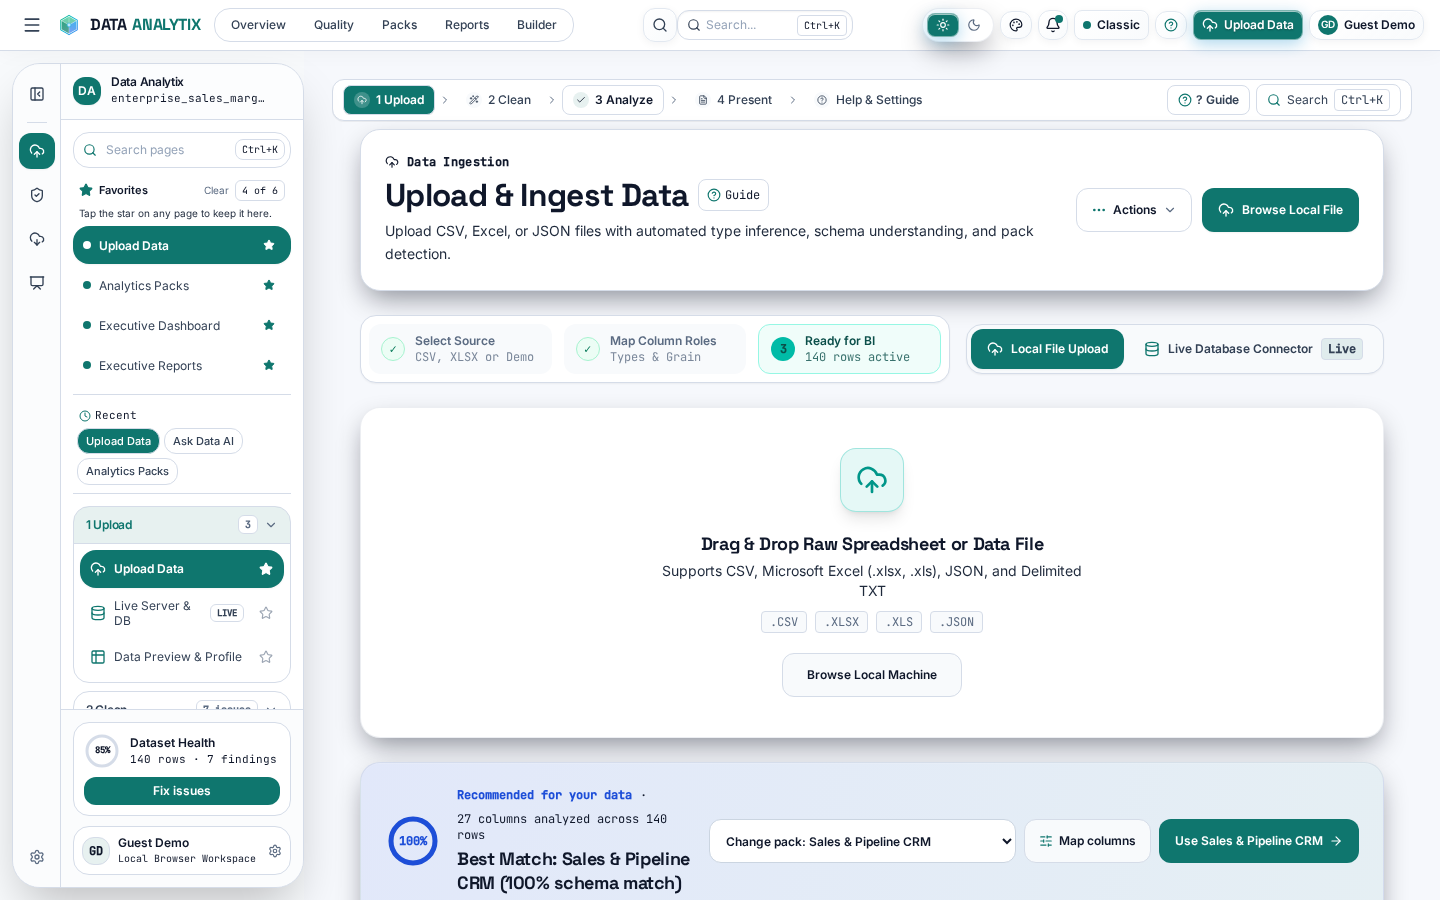 DATA ANALYTIX
Overview
Quality
Packs
Reports
Builder
Search...
Ctrl+K
Classic
Upload Data
GD
Guest Demo
DA
Data Analytix
enterprise_sales_marg…
Search pages
Ctrl+K
Favorites
Clear
4 of 6
Tap the star on any page to keep it here.
Upload Data
Analytics Packs
Executive Dashboard
Executive Reports
Recent
Upload Data
Ask Data AI
Analytics Packs
1 Upload
3
Upload Data
Live Server & DB
LIVE
Data Preview & Profile
85%
Dataset Health
140 rows · 7 findings
Fix issues
GD
Guest Demo
Local Browser Workspace
1 Upload
2 Clean
3 Analyze
4 Present
Help & Settings
? Guide
Search
Ctrl+K
Data Ingestion
Upload & Ingest Data
Guide
Upload CSV, Excel, or JSON files with automated type inference, schema understanding, and pack
detection.
Actions
Browse Local File
Select Source
CSV, XLSX or Demo
Map Column Roles
Types & Grain
3
Ready for BI
140 rows active
Local File Upload
Live Database Connector
Live
Drag & Drop Raw Spreadsheet or Data File
Supports CSV, Microsoft Excel (.xlsx, .xls), JSON, and Delimited
TXT
.CSV
.XLSX
.XLS
.JSON
Browse Local Machine
100%
Recommended for your data ·
27 columns analyzed across 140
rows
Best Match: Sales & Pipeline
CRM (100% schema match)
Change pack: Sales & Pipeline CRM
Map columns
Use Sales & Pipeline CRM